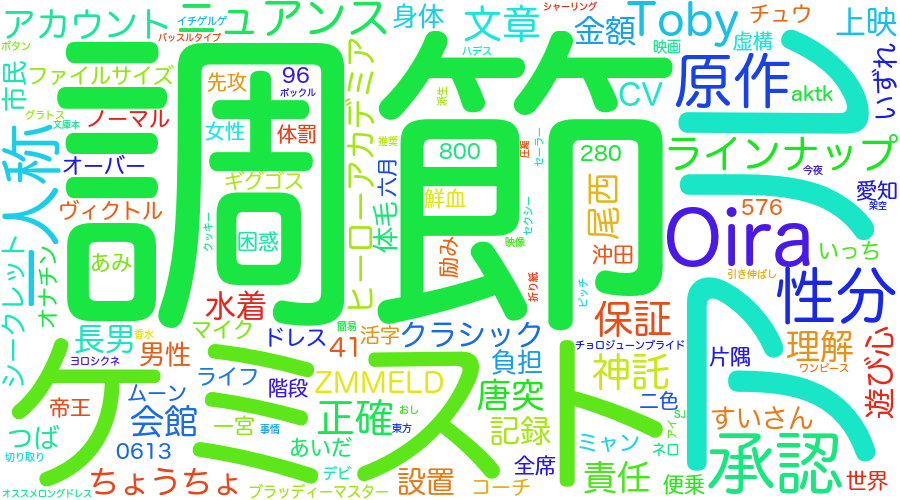 アカウント
ニュアンス
イチゲルゲ
パッスルタイプ
身体
シャーリング
文章
金額
Toby
チュウ
上映
ボタン
ファイルサイズ
市民
グラトス
文庫本
ノーマル
先攻
96
ボックル
女性
体罰
ヒーローアカデミア
ハデス
派生
映画
虚構
CV
原作
aktk
いずれ
調節
シフト
人称
二
オーバー
ヴィクトル
ギグゴス
推奨
六月
体毛
800
鮮血
圧縮
セーラー
280
尾西
ラインナップ
今夜
愛知
架空
576
あみ
困惑
クッキー
励み
映像
セクシー
沖田
Oira
いっち
シークレット
オナチン
水着
折り紙
ピッチ
引き伸ばし
性分
長男
香水
マイク
ドレス
簡易
活字
クラシック
保証
チョロジューンプライド
ヨロシクネ
男性
41
負担
片隅
理解
ワンピース
遊び心
ケミスト
帝王
ムーン
ライフ
階段
ZMMELD
唐突
神託
二色
SJ
すいさん
会館
一宮
事情
正確
おし
東方
記録
ミャン
ネロ
アイ
承認
つば
切り取り
0613
あいだ
全席
責任
便乗
世界
ちょうちょ
デビ
設置
コーチ
オススメロングドレス
ブラッディーマスター